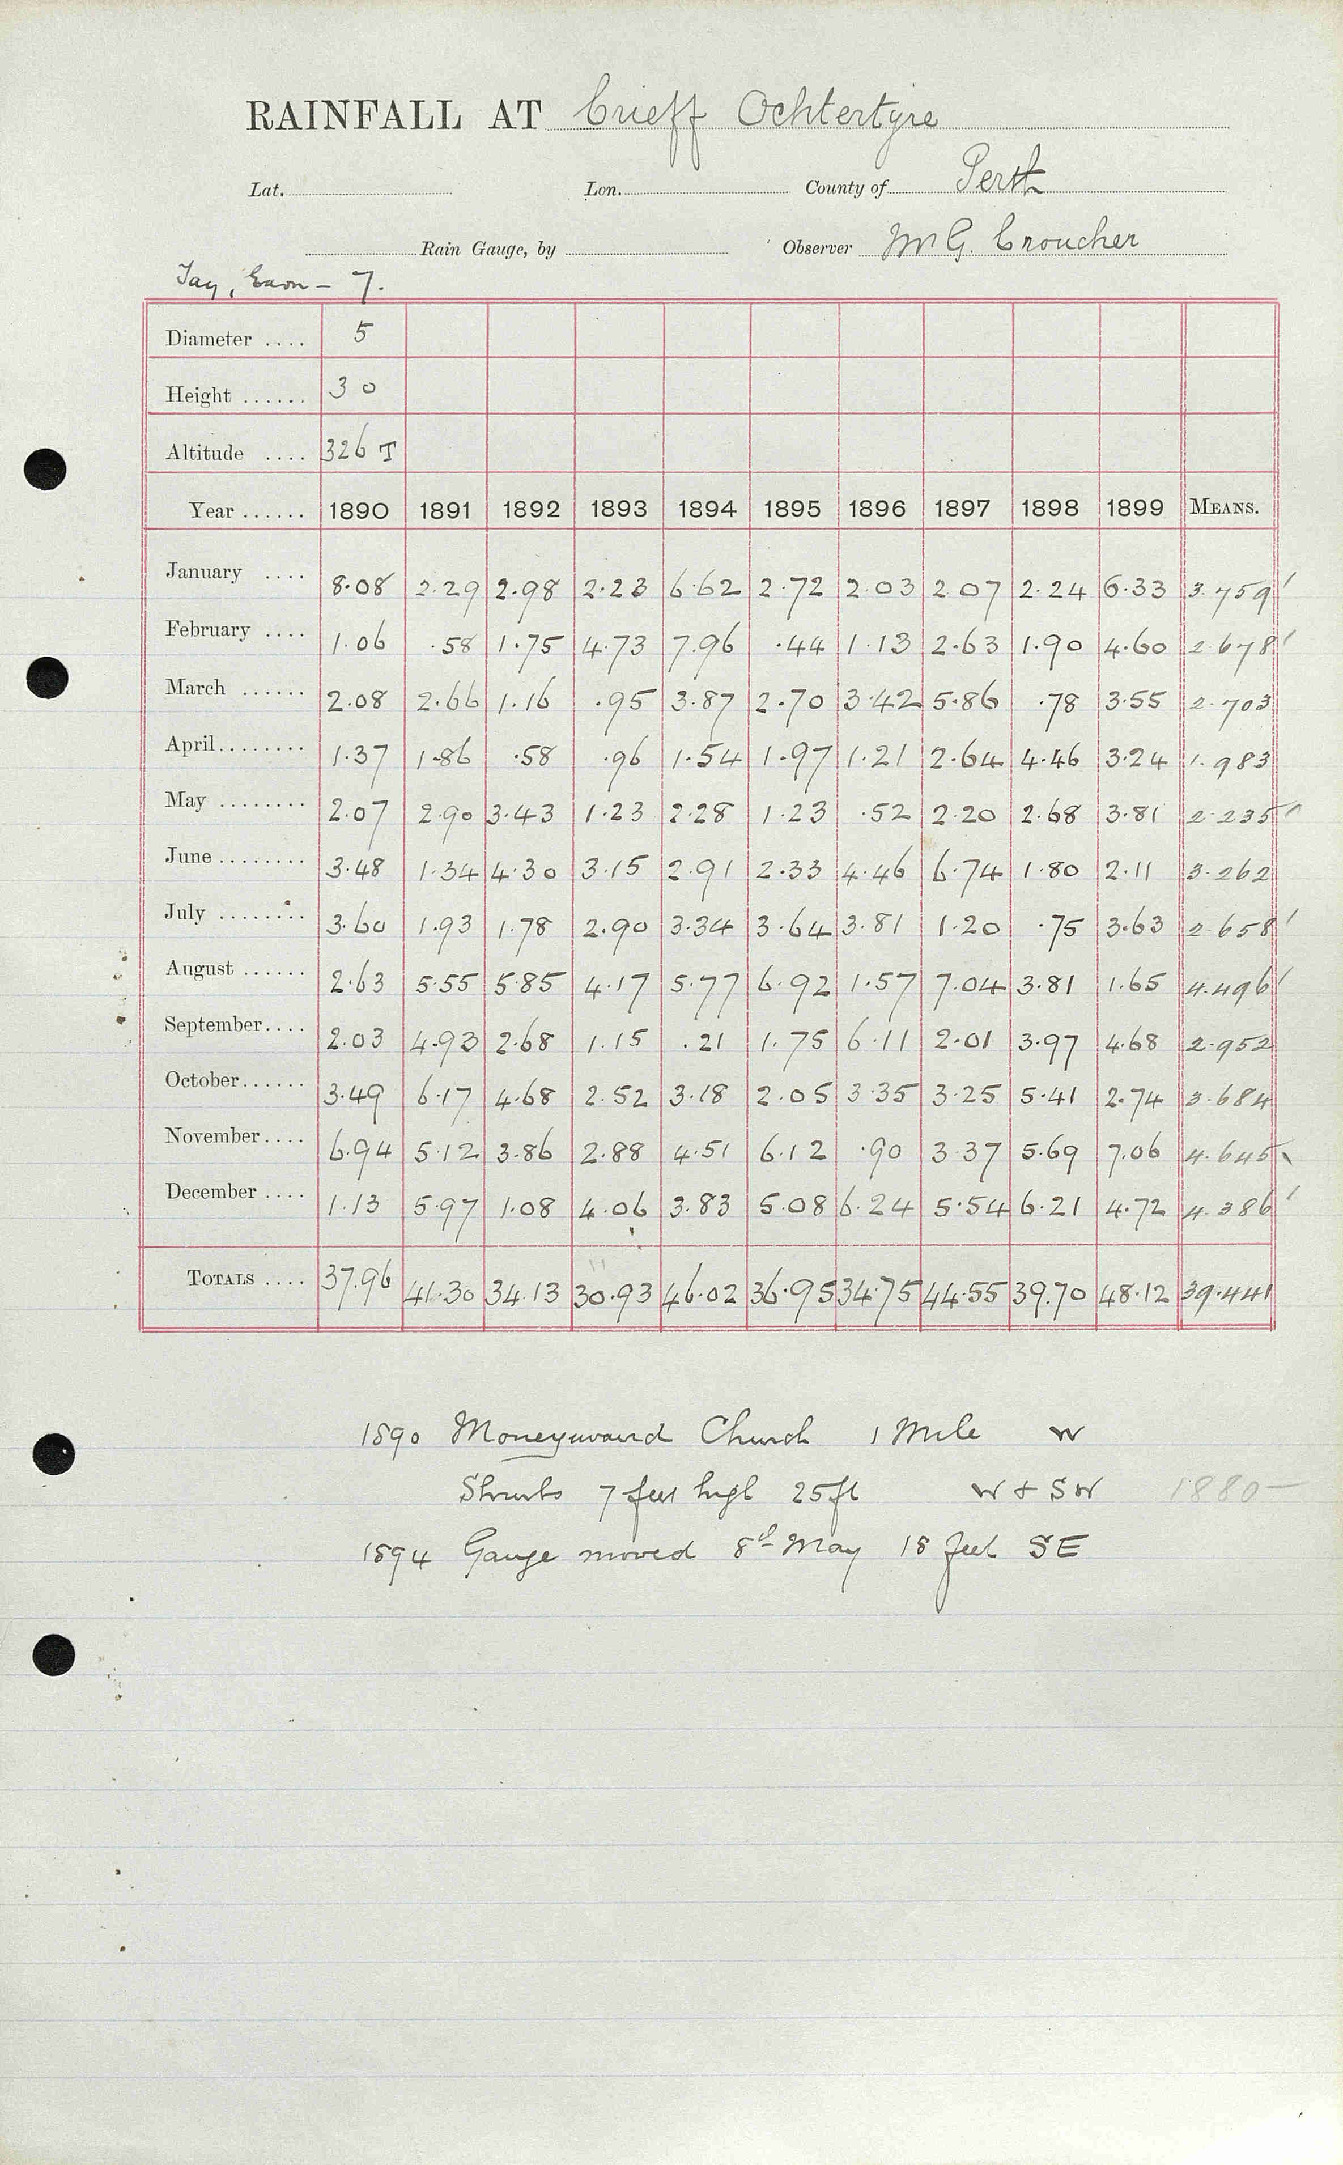 RAINFALL AT Crieff Ochtertyre
Lat. Lon. County of Perth
Rain Gauge, by Observer Mr G. Croucher
Tay, Earn - 7.
Diameter .... 5
Height ...... 30
Altitude .... 326 T
Year ...... 1890 1891 1892 1893 1894 1895 1896 1897 1898 1899 MEANS.
January .... 8.08 2.29 2.98 2.23 6.62 2.72 2.03 2.07 2.24 6.33 3.759
February .... 1.06 .58 1.75 4.73 7.96 .44 1.13 2.63 1.90 4.60 2.678
March ...... 2.08 2.66 1.16 .95 3.87 2.70 3.42 5.86 .78 3.55 2.703
April........ 1.37 1.86 .58 .96 1.54 1.97 1.21 2.64 4.46 3.24 1.983
May ........ 2.07 2.90 3.43 1.23 2.28 1.23 .52 2.20 2.68 3.81 2.235
June ........ 3.48 1.34 4.30 3.15 2.91 2.33 4.46 6.74 1.80 2.11 3.262
July ........ 3.60 1.93 1.78 2.90 3.34 3.64 3.81 1.20 .75 3.63 2.658
August ...... 2.63 5.55 5.85 4.17 5.77 6.92 1.57 7.04 3.81 1.65 4.496
September.... 2.03 4.93 2.68 1.15 .21 1.75 6.11 2.01 3.97 4.68 2.952
October...... 3.49 6.17 4.68 2.52 3.18 2.05 3.35 3.25 5.41 2.74 3.684
November.... 6.94 5.12 3.86 2.88 4.51 6.12 .90 3.37 5.69 7.06 4.645
December .... 1.13 5.97 1.08 4.06 3.83 5.08 6.24 5.54 6.21 4.72 4.386
TOTALS .... 37.96 41.30 34.13 30.93 46.02 36.95 34.75 44.55 39.70 48.12 39.441
1890 Moneyvaird Church 1 Mile W
Shrubs 7 feet high 25ft W + SW 1880-
1894 Gauge moved 8th May 18 feet SE